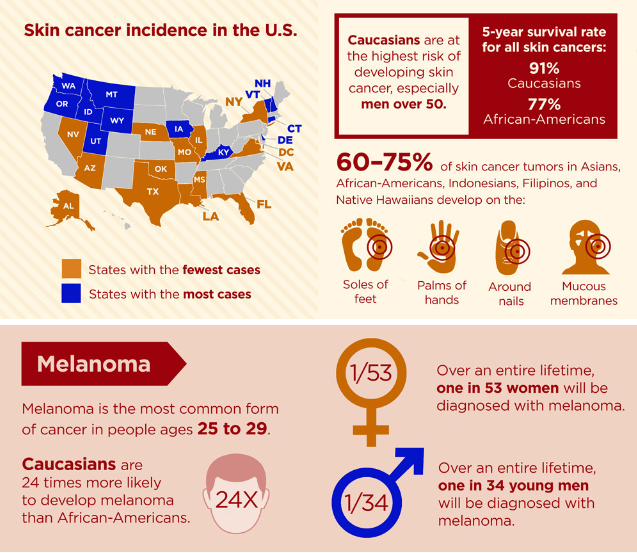 Skin cancer incidence in the U.S.
WA
OR
MT
ID
WY
NV
UT
AZ
NE
IA
IL
MO
KY
OK
TX
MS
LA
FL
AL
NY
NH
VT
CT
DE
DC
VA
States with the fewest cases
States with the most cases
Caucasians are at
the highest risk of
developing skin
cancer, especially
men over 50.
5-year survival rate
for all skin cancers:
91%
Caucasians
77%
African-Americans
60–75% of skin cancer tumors in Asians,
African-Americans, Indonesians, Filipinos, and
Native Hawaiians develop on the:
Soles of
feet
Palms of
hands
Around
nails
Mucous
membranes
Melanoma
Melanoma is the most common form
of cancer in people ages 25 to 29.
Caucasians are
24 times more likely
to develop melanoma
than African-Americans.
24X
1/53
Over an entire lifetime,
one in 53 women will be
diagnosed with melanoma.
1/34
Over an entire lifetime,
one in 34 young men
will be diagnosed with
melanoma.